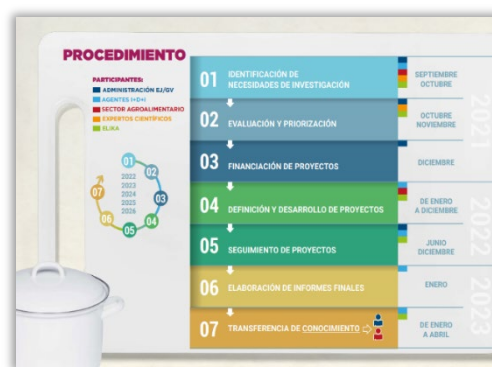 PROCEDIMIENTO
PARTICIPANTES:
ADMINISTRACIÓN EJ/GV
AGENTES I+D+I
SECTOR AGROALIMENTARIO
EXPERTOS CIENTÍFICOS
ELIKA
01
02
03
04
05
06
07
2022
2023
2024
2025
2026
01 IDENTIFICACIÓN DE
NECESIDADES DE INVESTIGACIÓN
SEPTIEMBRE
OCTUBRE
02 EVALUACIÓN Y PRIORIZACIÓN
OCTUBRE
NOVIEMBRE
03 FINANCIACIÓN DE PROYECTOS
DICIEMBRE
2021
04 DEFINICIÓN Y DESARROLLO DE PROYECTOS
DE ENERO
A DICIEMBRE
05 SEGUIMIENTO DE PROYECTOS
JUNIO
DICIEMBRE
2022
06 ELABORACIÓN DE INFORMES FINALES
ENERO
07 TRANSFERENCIA DE CONOCIMIENTO
DE ENERO
A ABRIL
2023